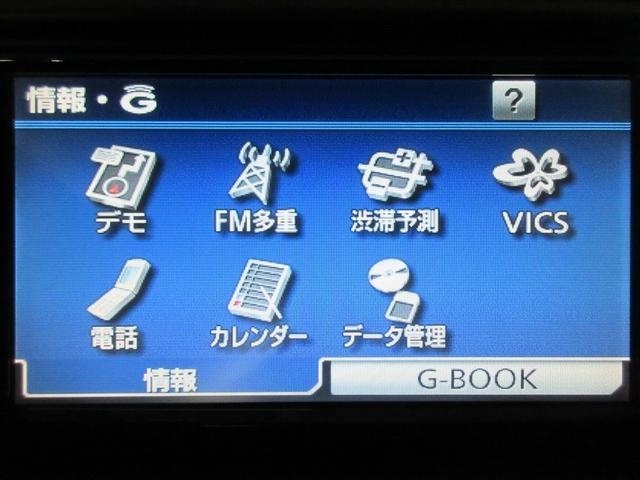 情報・G
?
デモ FM多重 渋滞予測 VICS
電話 カレンダー データ管理
情報 G-BOOK